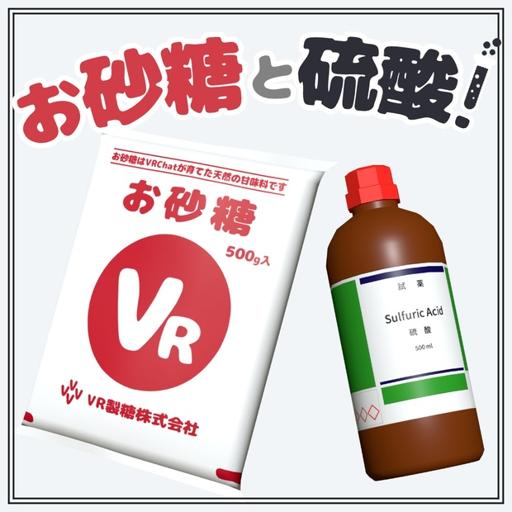 お砂糖と硫酸!
お砂糖はVRChatが育てた天然の甘味料です
お砂糖
500g入
VR
VR製糖株式会社
試薬
Sulfuric Acid
硫酸
500 ml